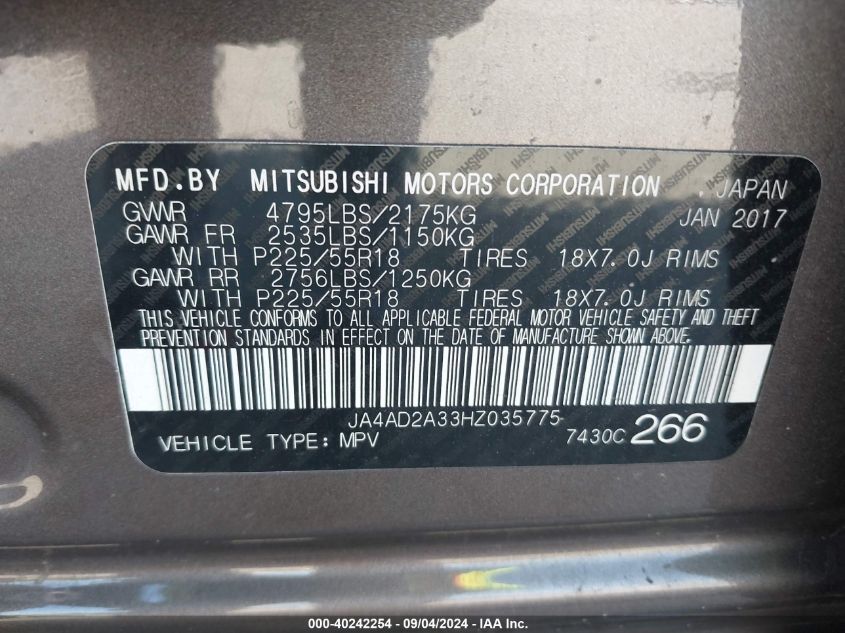 MFD.BY MITSUBISHI MOTORS CORPORATION . JAPAN
GVWR 4795LBS/2175KG JAN 2017
GAWR FR 2535LBS/1150KG
WITH P225/55R18 TIRES 18X7.0J RIMS
GAWR RR 2756LBS/1250KG
WITH P225/55R18 TIRES 18X7.0J RIMS
THIS VEHICLE CONFORMS TO ALL APPLICABLE FEDERAL MOTOR VEHICLE SAFETY AND THEFT
PREVENTION STANDARDS IN EFFECT ON THE DATE OF MANUFACTURE SHOWN ABOVE.
JA4AD2A33HZ035775
VEHICLE TYPE: MPV 7430C 266
000-40242254 - 09/04/2024 - IAA, Inc.